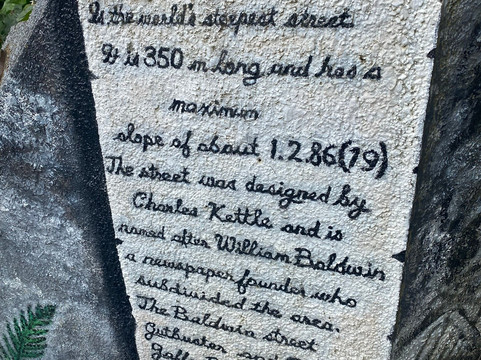 Is the world's steepest street.
It is 350 m long and has a
maximum
slope of about 1.2.86(19)
The street was designed by
Charles Kettle and is
named after William Baldwin
a newspaper founder who
subdivided the area.
The Baldwin street
Gutbuster and